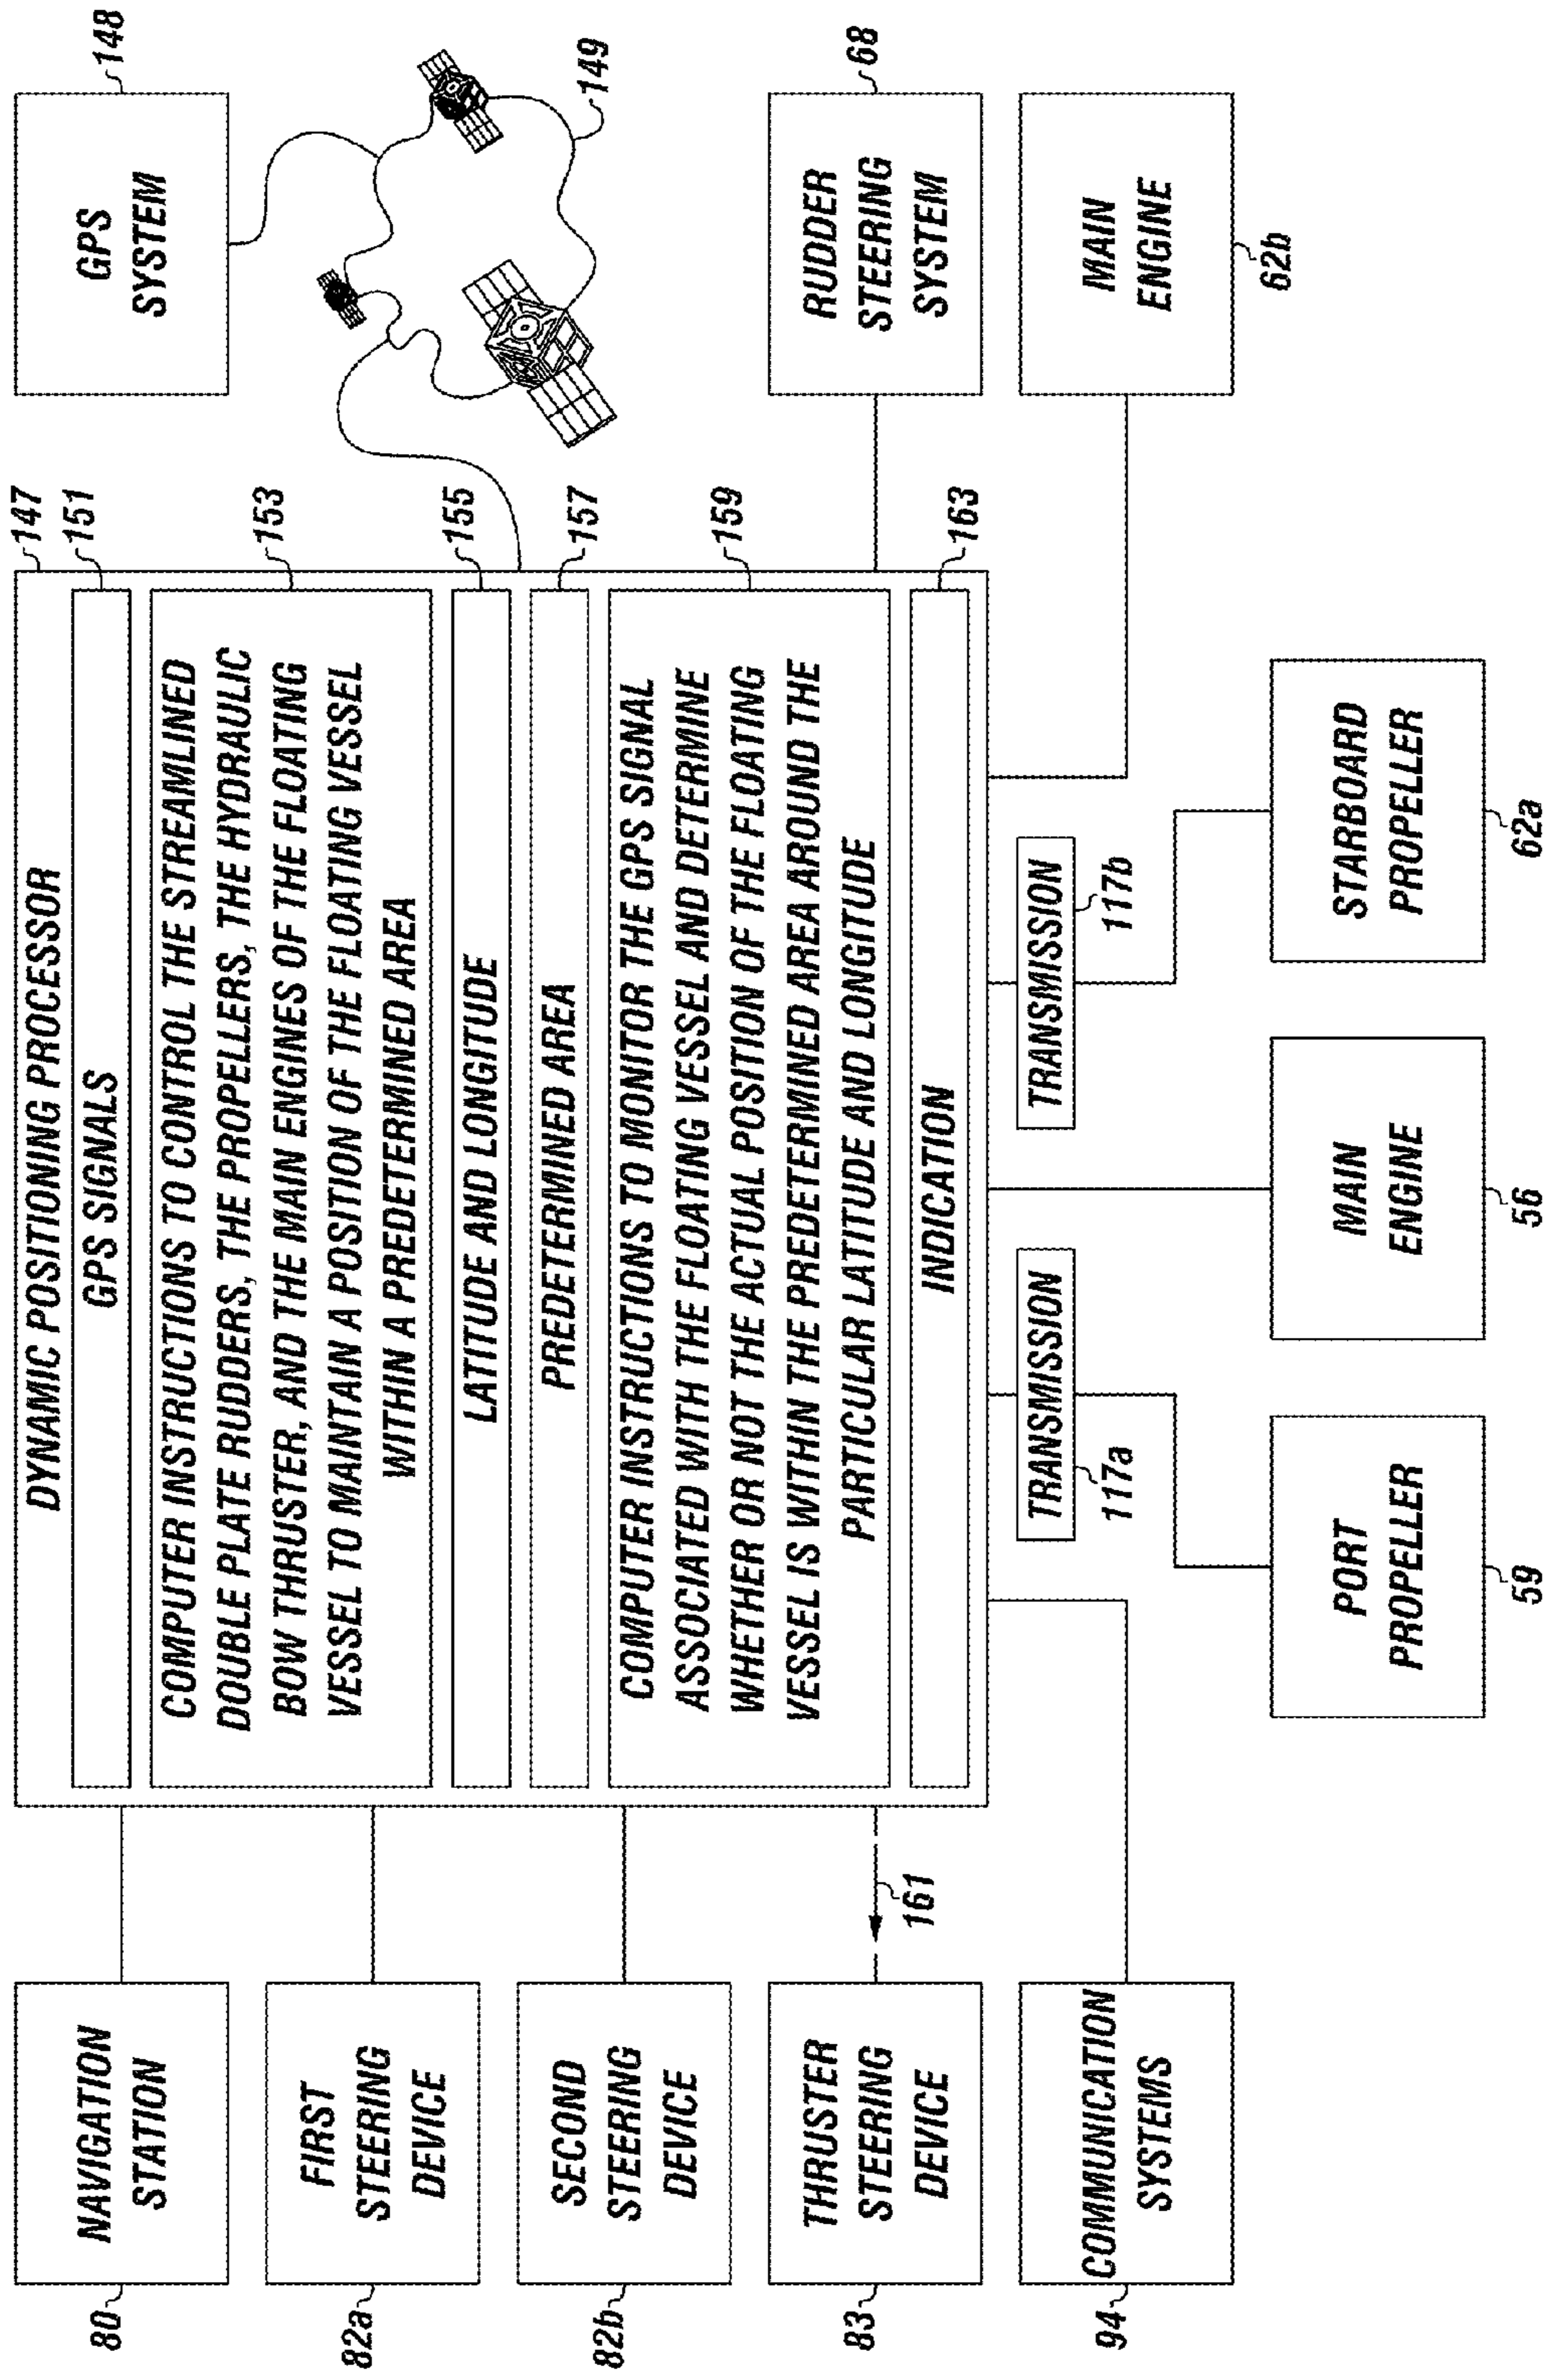 DYNAMIC POSITIONING PROCESSOR
147
GPS SIGNALS
151
COMPUTER INSTRUCTIONS TO CONTROL THE STREAMLINED
DOUBLE PLATE RUDDERS, THE PROPELLERS, THE HYDRAULIC
BOW THRUSTER, AND THE MAIN ENGINES OF THE FLOATING
VESSEL TO MAINTAIN A POSITION OF THE FLOATING VESSEL
WITHIN A PREDETERMINED AREA
153
LATITUDE AND LONGITUDE
155
PREDETERMINED AREA
157
COMPUTER INSTRUCTIONS TO MONITOR THE GPS SIGNAL
ASSOCIATED WITH THE FLOATING VESSEL AND DETERMINE
WHETHER OR NOT THE ACTUAL POSITION OF THE FLOATING
VESSEL IS WITHIN THE PREDETERMINED AREA AROUND THE
PARTICULAR LATITUDE AND LONGITUDE
159
INDICATION
163
80
NAVIGATION
STATION
82a
FIRST
STEERING
DEVICE
82b
SECOND
STEERING
DEVICE
83
THRUSTER
STEERING
DEVICE
161
94
COMMUNICATION
SYSTEMS
GPS
SYSTEM
148
149
RUDDER
STEERING
SYSTEM
68
MAIN
ENGINE
62b
TRANSMISSION
117a
TRANSMISSION
117b
PORT
PROPELLER
59
MAIN
ENGINE
56
STARBOARD
PROPELLER
62a